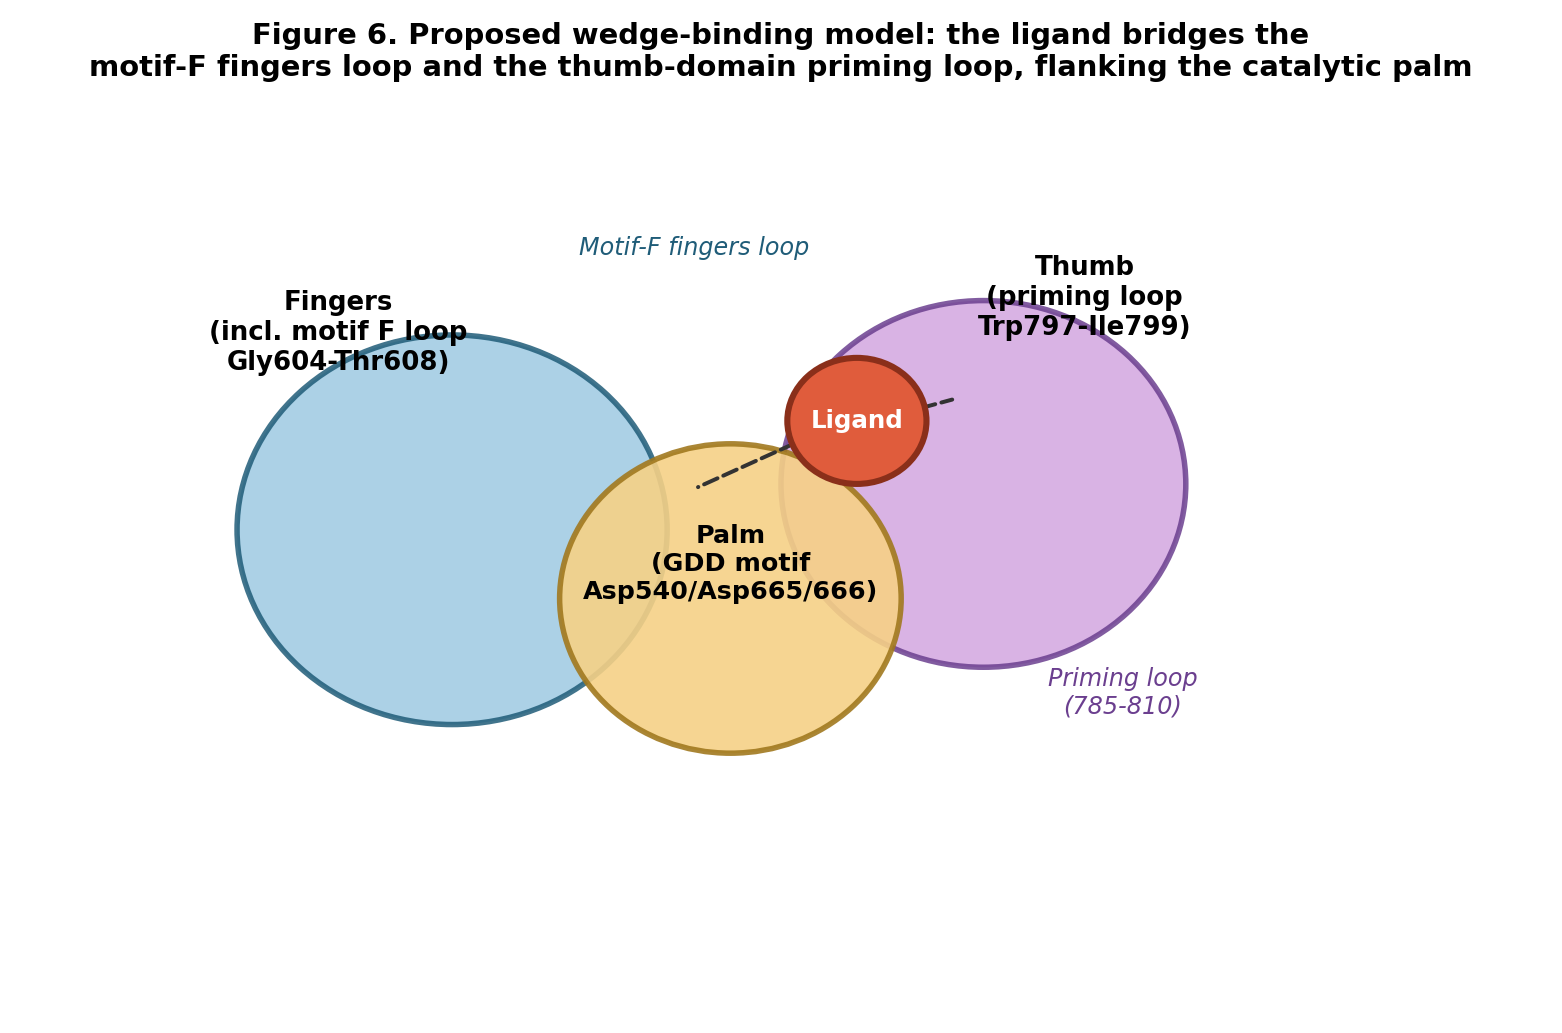 Figure 6. Proposed wedge-binding model: the ligand bridges the
motif-F fingers loop and the thumb-domain priming loop, flanking the catalytic palm
Motif-F fingers loop
Fingers
(incl. motif F loop
Gly604-Thr608)
Thumb
(priming loop
Trp797-Ile799)
Ligand
Palm
(GDD motif
Asp540/Asp665/666)
Priming loop
(785-810)